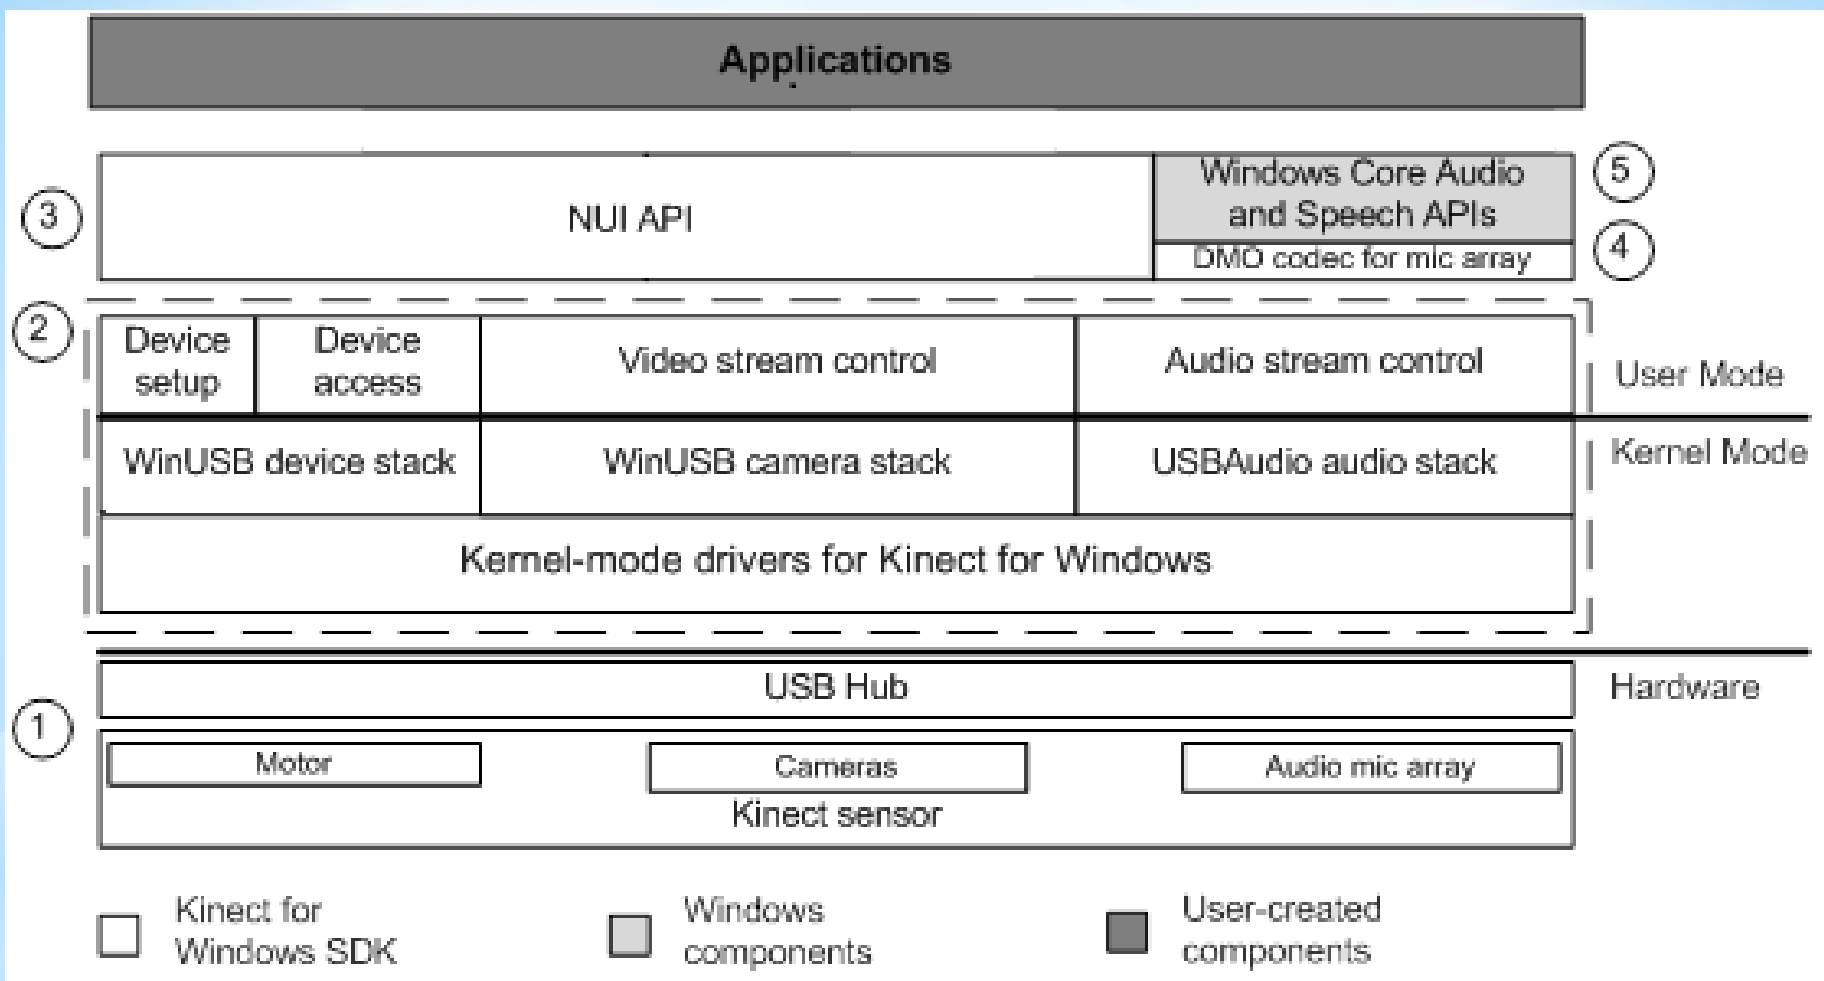 Applications
3
NUI API
Windows Core Audio
and Speech APIs
5
DMO codec for mic array
4
2
Device
setup
Device
access
Video stream control
Audio stream control
User Mode
WinUSB device stack
WinUSB camera stack
USBAudio audio stack
Kernel Mode
Kernel-mode drivers for Kinect for Windows
USB Hub
Hardware
1
Motor
Cameras
Audio mic array
Kinect sensor
Kinect for
Windows SDK
Windows
components
User-created
components